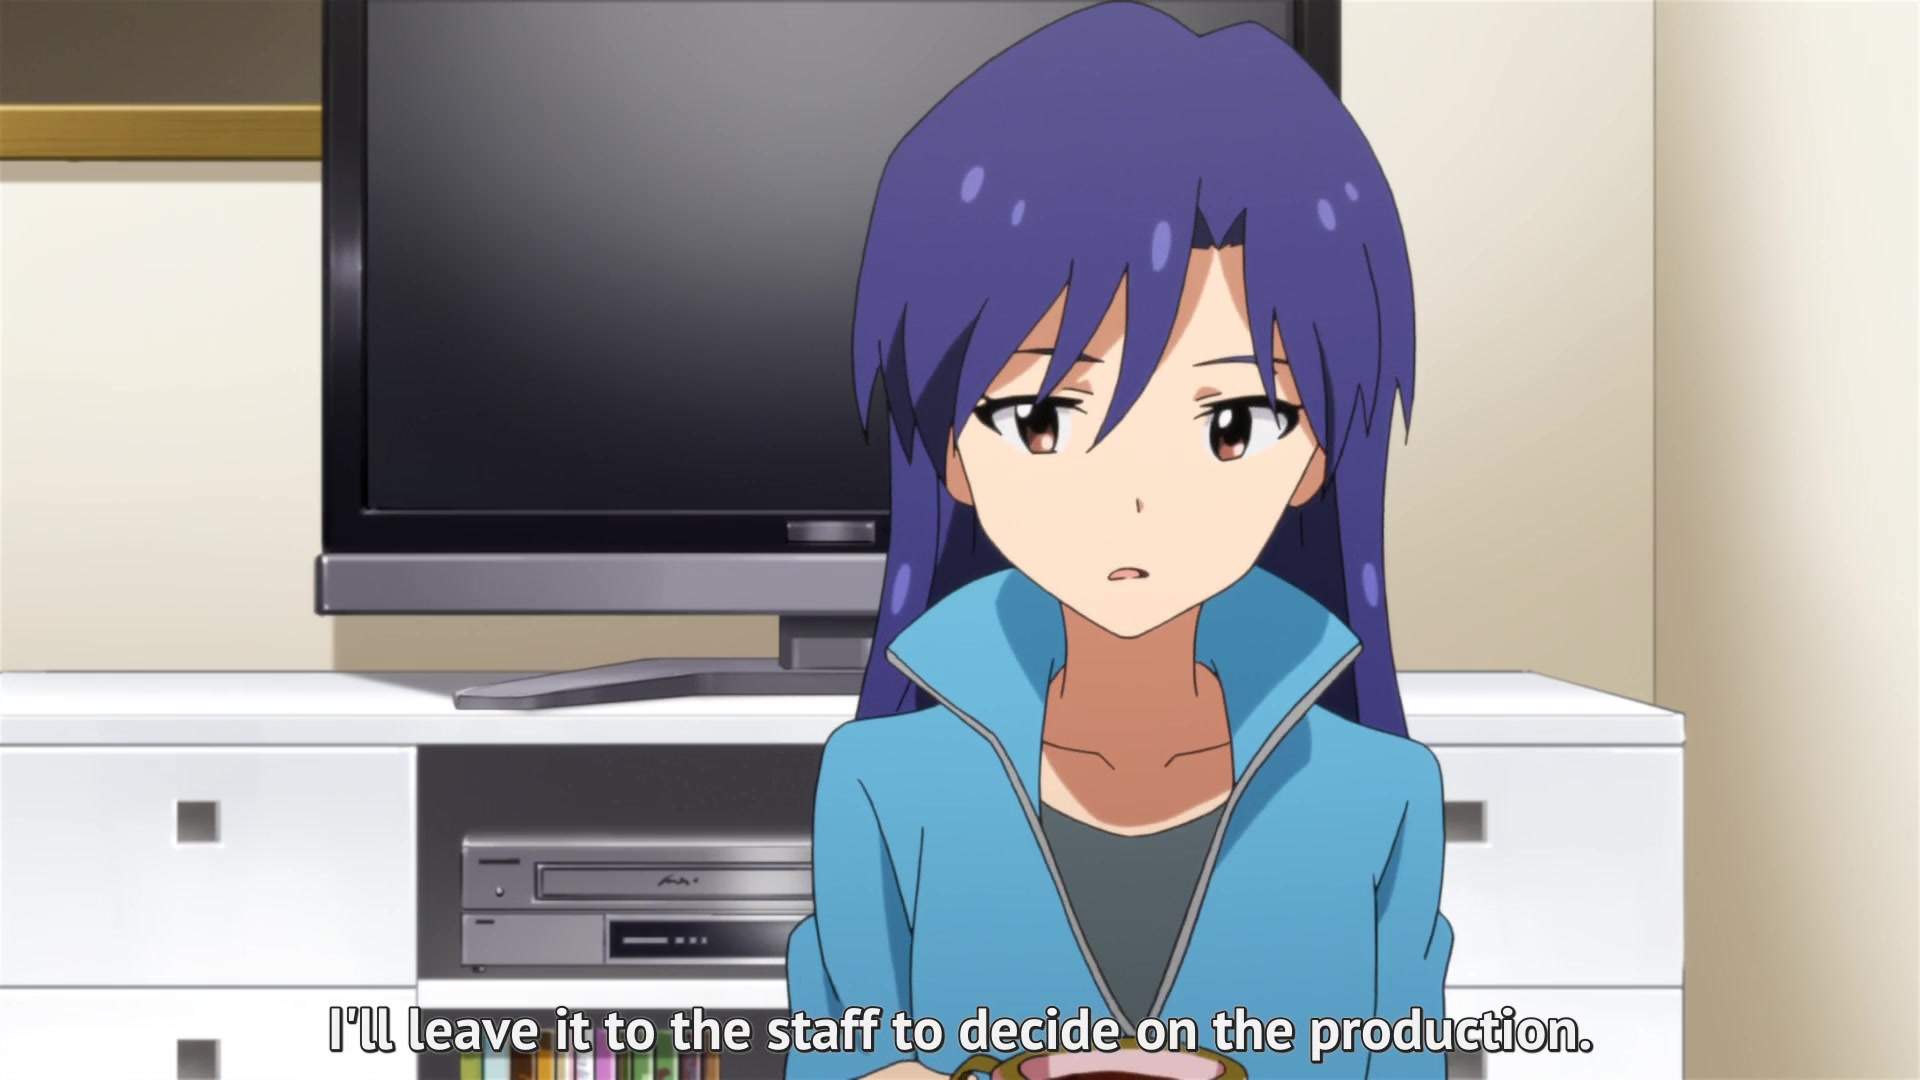 I'll leave it to the staff to decide on the production.